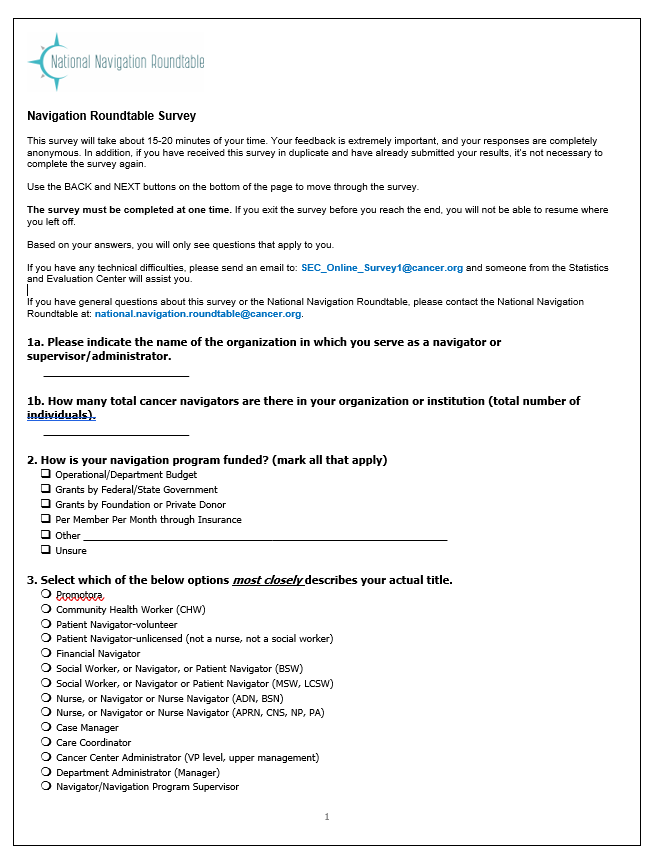 National Navigation Roundtable
Navigation Roundtable Survey
This survey will take about 15-20 minutes of your time. Your feedback is extremely important, and your responses are completely
anonymous. In addition, if you have received this survey in duplicate and have already submitted your results, it's not necessary to
complete the survey again.
Use the BACK and NEXT buttons on the bottom of the page to move through the survey.
The survey must be completed at one time. If you exit the survey before you reach the end, you will not be able to resume where
you left off.
Based on your answers, you will only see questions that apply to you.
If you have any technical difficulties, please send an email to: SEC_Online_Survey1@cancer.org and someone from the Statistics
and Evaluation Center will assist you.
If you have general questions about this survey or the National Navigation Roundtable, please contact the National Navigation
Roundtable at: national.navigation.roundtable@cancer.org.
1a. Please indicate the name of the organization in which you serve as a navigator or
supervisor/administrator.
1b. How many total cancer navigators are there in your organization or institution (total number of
individuals).
2. How is your navigation program funded? (mark all that apply)
Operational/Department Budget
Grants by Federal/State Government
Grants by Foundation or Private Donor
Per Member Per Month through Insurance
Other
Unsure
3. Select which of the below options most closely describes your actual title.
Promotora
Community Health Worker (CHW)
Patient Navigator-volunteer
Patient Navigator-unlicensed (not a nurse, not a social worker)
Financial Navigator
Social Worker, or Navigator, or Patient Navigator (BSW)
Social Worker, or Navigator or Patient Navigator (MSW, LCSW)
Nurse, or Navigator or Nurse Navigator (ADN, BSN)
Nurse, or Navigator or Nurse Navigator (APRN, CNS, NP, PA)
Case Manager
Care Coordinator
Cancer Center Administrator (VP level, upper management)
Department Administrator (Manager)
Navigator/Navigation Program Supervisor
1